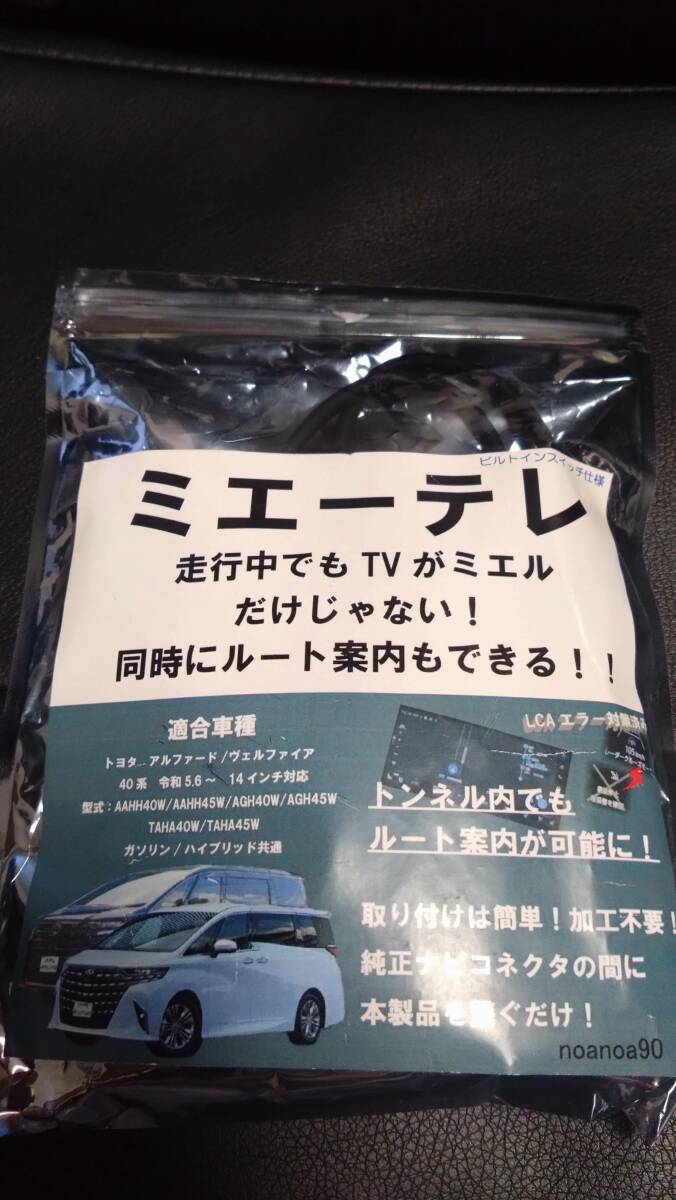 ビルトインスイッチ仕様
ミエーテレ
走行中でも TV がミエル
だけじゃない！
同時にルート案内もできる！！
適合車種
トヨタ アルファード/ヴェルファイア
40系 令和5.6～ 14インチ対応
型式：AAHH40W/AAHH45W/AGH40W/AGH45W
TAHA40W/TAHA45W
ガソリン/ハイブリッド共通
LCAエラー対策済み
トンネル内でも
ルート案内が可能に！
取り付けは簡単！加工不要！
純正ナビコネクタの間に
本製品を繋ぐだけ！
noanoa90